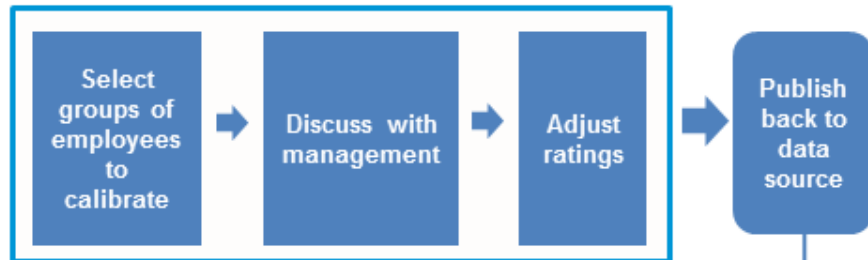 Select
groups of
employees
to
calibrate
Discuss with
management
Adjust
ratings
Publish
back to
data
source